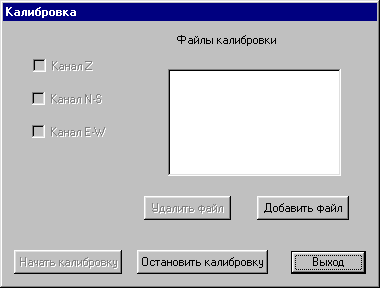 Калибровка
Файлы калибровки
Канал Z
Канал N-S
Канал E-W
Удалить файл
Добавить файл
Начать калибровку
Остановить калибровку
Выход